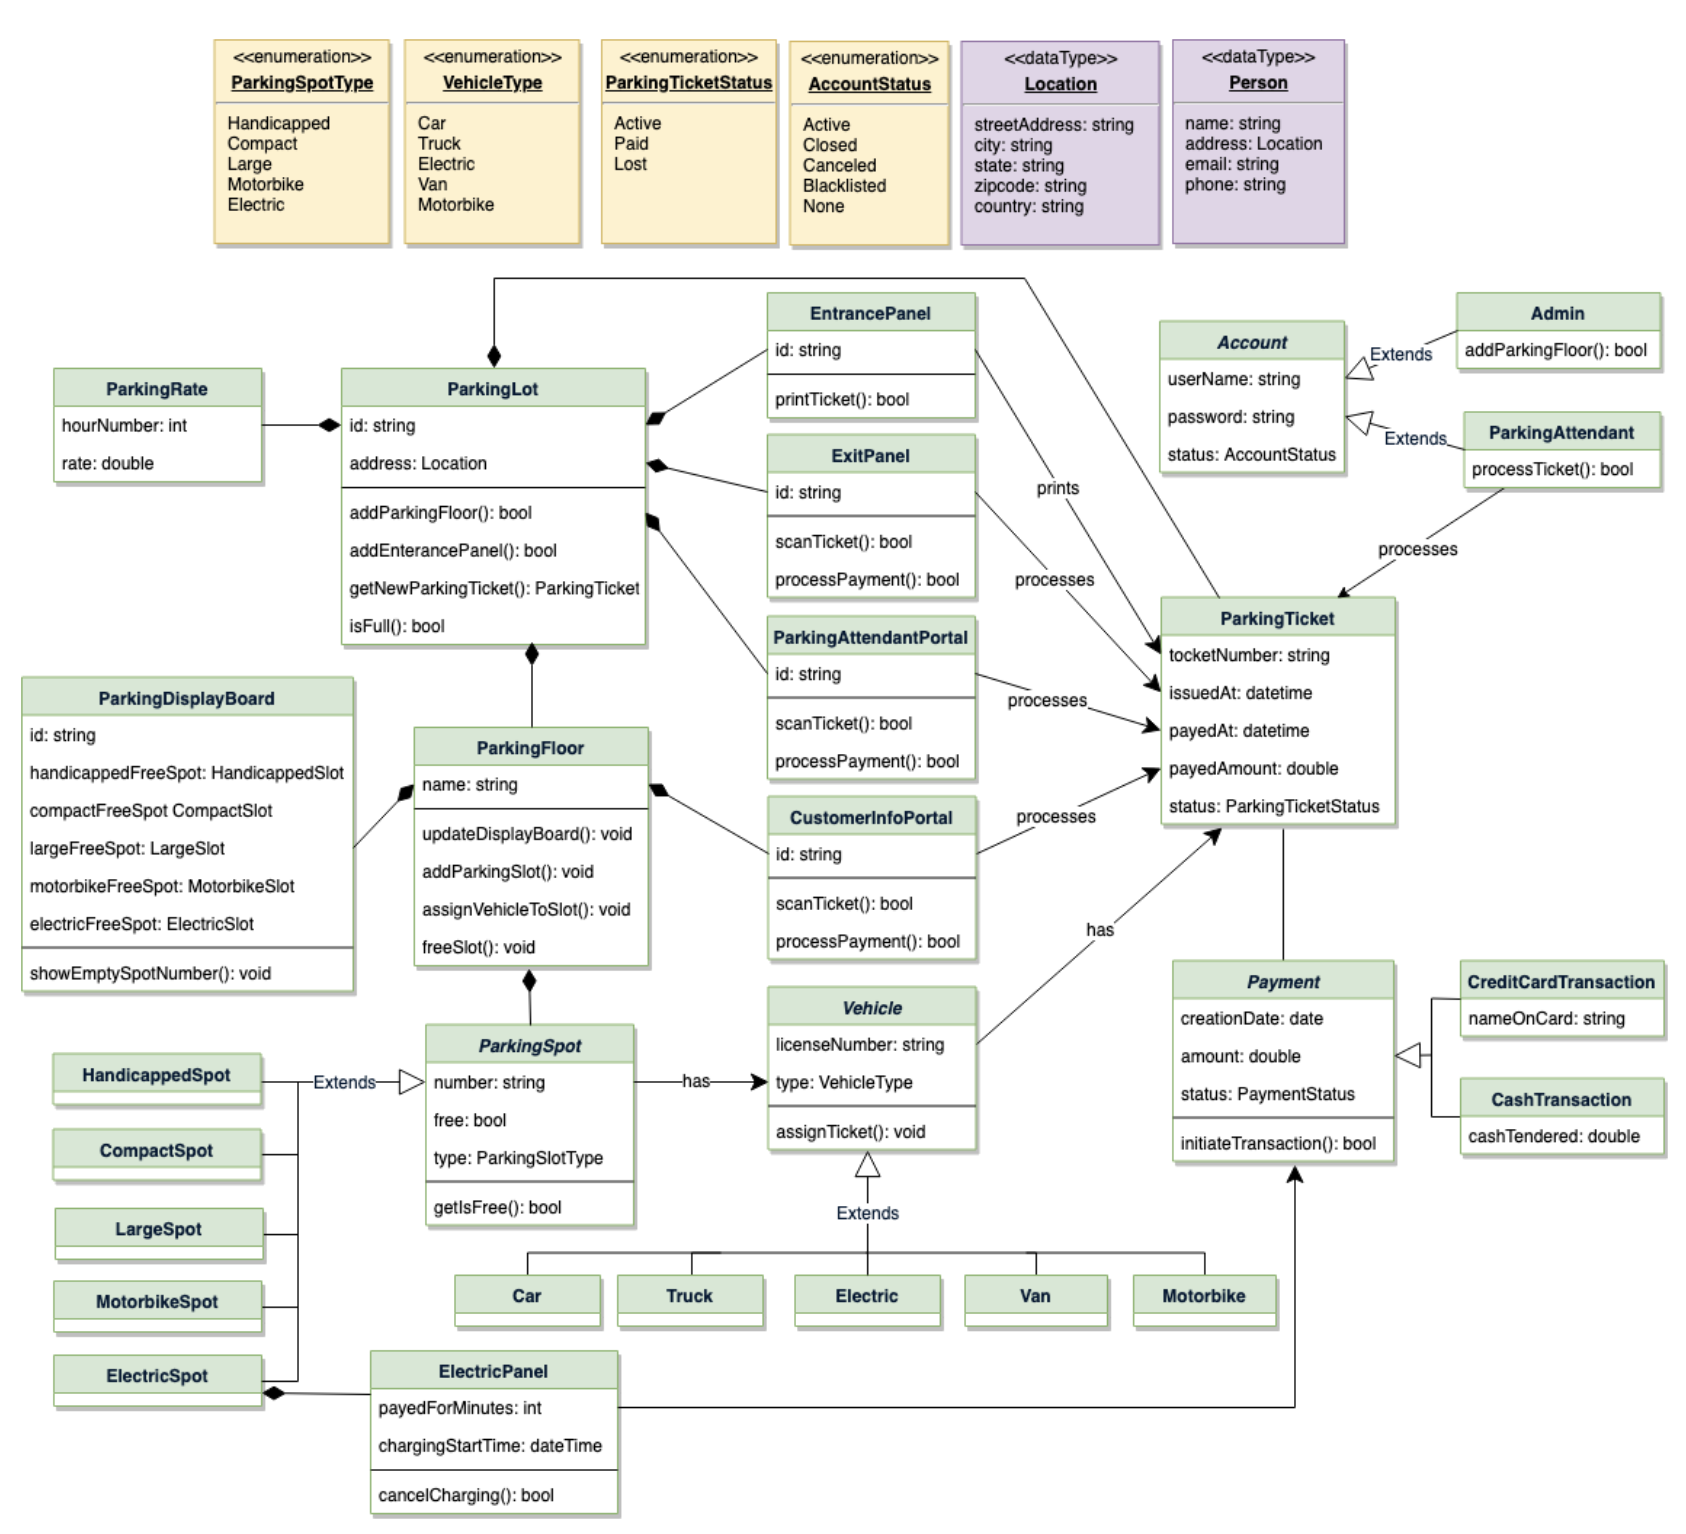 <<enumeration>>
ParkingSpotType
Handicapped
Compact
Large
Motorbike
Electric
<<enumeration>>
VehicleType
Car
Truck
Electric
Van
Motorbike
<<enumeration>>
ParkingTicketStatus
Active
Paid
Lost
<<enumeration>>
AccountStatus
Active
Closed
Canceled
Blacklisted
None
<<dataType>>
Location
streetAddress: string
city: string
state: string
zipcode: string
country: string
<<dataType>>
Person
name: string
address: Location
email: string
phone: string
ParkingRate
hourNumber: int
rate: double
ParkingLot
id: string
address: Location
addParkingFloor(): bool
addEnterancePanel(): bool
getNewParkingTicket(): ParkingTicket
isFull(): bool
EntrancePanel
id: string
printTicket(): bool
ExitPanel
id: string
scanTicket(): bool
processPayment(): bool
ParkingAttendantPortal
id: string
scanTicket(): bool
processPayment(): bool
CustomerInfoPortal
id: string
scanTicket(): bool
processPayment(): bool
prints
processes
processes
processes
has
Account
userName: string
password: string
status: AccountStatus
Extends
Extends
Admin
addParkingFloor(): bool
ParkingAttendant
processTicket(): bool
processes
ParkingTicket
tocketNumber: string
issuedAt: datetime
payedAt: datetime
payedAmount: double
status: ParkingTicketStatus
ParkingDisplayBoard
id: string
handicappedFreeSpot: HandicappedSlot
compactFreeSpot CompactSlot
largeFreeSpot: LargeSlot
motorbikeFreeSpot: MotorbikeSlot
electricFreeSpot: ElectricSlot
showEmptySpotNumber(): void
ParkingFloor
name: string
updateDisplayBoard(): void
addParkingSlot(): void
assignVehicleToSlot(): void
freeSlot(): void
ParkingSpot
number: string
free: bool
type: ParkingSlotType
getIsFree(): bool
has
Vehicle
licenseNumber: string
type: VehicleType
assignTicket(): void
Payment
creationDate: date
amount: double
status: PaymentStatus
initiateTransaction(): bool
CreditCardTransaction
nameOnCard: string
CashTransaction
cashTendered: double
HandicappedSpot
CompactSpot
LargeSpot
MotorbikeSpot
ElectricSpot
Extends
Extends
Car
Truck
Electric
Van
Motorbike
ElectricPanel
payedForMinutes: int
chargingStartTime: dateTime
cancelCharging(): bool